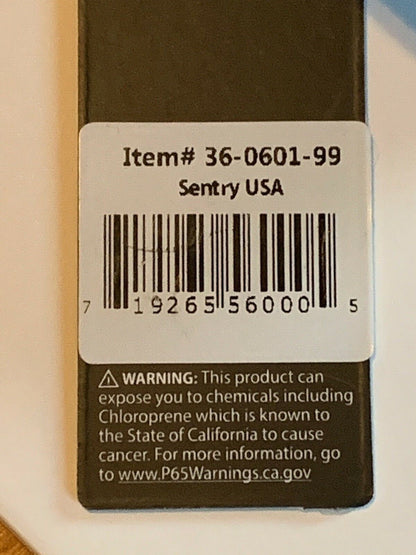 Item# 36-0601-99
Sentry USA
7 19265 56000 5
⚠ WARNING: This product can
expose you to chemicals including
Chloroprene which is known to
the State of California to cause
cancer. For more information, go
to www.P65Warnings.ca.gov